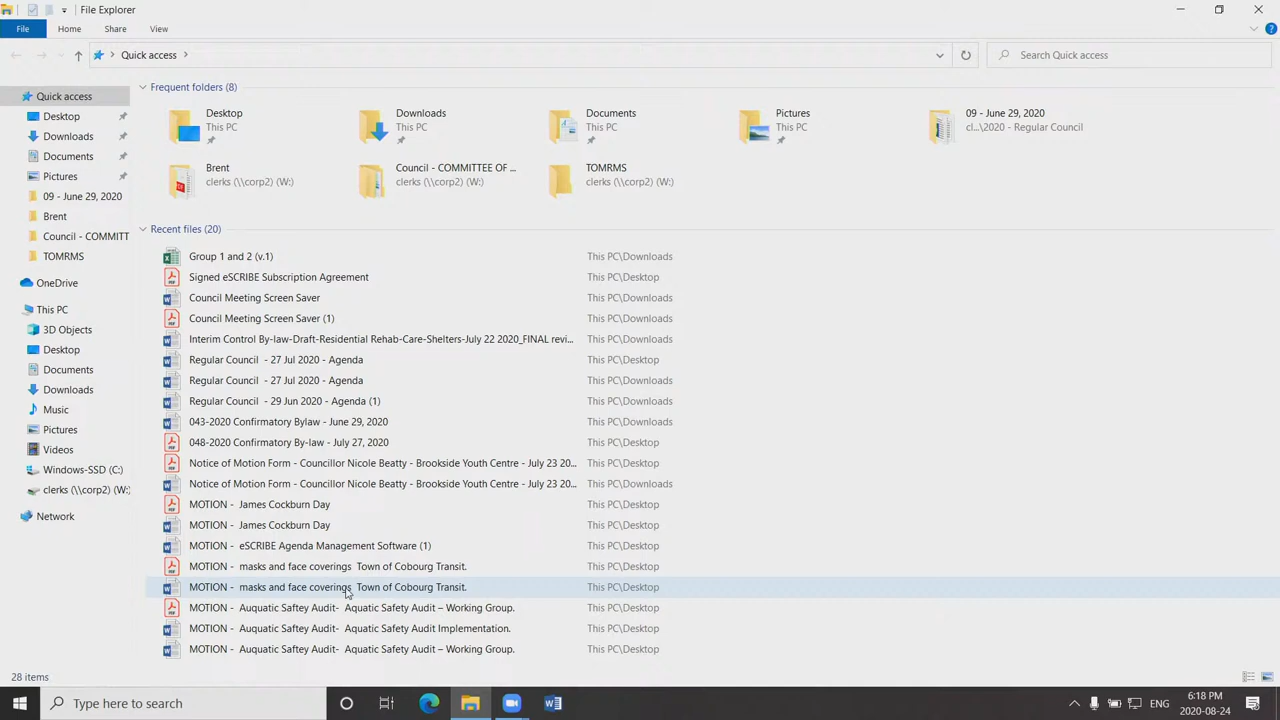 File Explorer
File Home Share View
Quick access
Search Quick access
Quick access
Desktop
Downloads
Documents
Pictures
09 - June 29, 2020
Brent
Council - COMMITT
TOMRMS
OneDrive
This PC
3D Objects
Desktop
Documents
Downloads
Music
Pictures
Videos
Windows-SSD (C:)
clerks (\\corp2) (W:)
Network
Frequent folders (8)
Desktop
This PC
Downloads
This PC
Documents
This PC
Pictures
This PC
09 - June 29, 2020
cl...\2020 - Regular Council
Brent
clerks (\\corp2) (W:)
Council - COMMITTEE OF ...
clerks (\\corp2) (W:)
TOMRMS
clerks (\\corp2) (W:)
Recent files (20)
Group 1 and 2 (v.1) This PC\Downloads
Signed eSCRIBE Subscription Agreement This PC\Desktop
Council Meeting Screen Saver This PC\Downloads
Council Meeting Screen Saver (1) This PC\Downloads
Interim Control By-law-Draft-Residential Rehab-Care-Shelters-July 22 2020_FINAL revi... This PC\Downloads
Regular Council - 27 Jul 2020 - Agenda This PC\Desktop
Regular Council - 27 Jul 2020 - Agenda This PC\Downloads
Regular Council - 29 Jun 2020 - Agenda (1) This PC\Downloads
043-2020 Confirmatory Bylaw - June 29, 2020 This PC\Downloads
048-2020 Confirmatory By-law - July 27, 2020 This PC\Desktop
Notice of Motion Form - Councillor Nicole Beatty - Brookside Youth Centre - July 23 20... This PC\Desktop
Notice of Motion Form - Councillor Nicole Beatty - Brookside Youth Centre - July 23 20... This PC\Downloads
MOTION - James Cockburn Day This PC\Desktop
MOTION - James Cockburn Day This PC\Desktop
MOTION - eSCRIBE Agenda Management Software (1) This PC\Desktop
MOTION - masks and face coverings Town of Cobourg Transit. This PC\Desktop
MOTION - masks and face coverings Town of Cobourg Transit. This PC\Desktop
MOTION - Auquatic Saftey Audit- Aquatic Safety Audit – Working Group. This PC\Desktop
MOTION - Auquatic Saftey Audit- Aquatic Safety Audit Implementation. This PC\Desktop
MOTION - Auquatic Saftey Audit- Aquatic Safety Audit – Working Group. This PC\Desktop
28 items
Type here to search
ENG
6:18 PM
2020-08-24